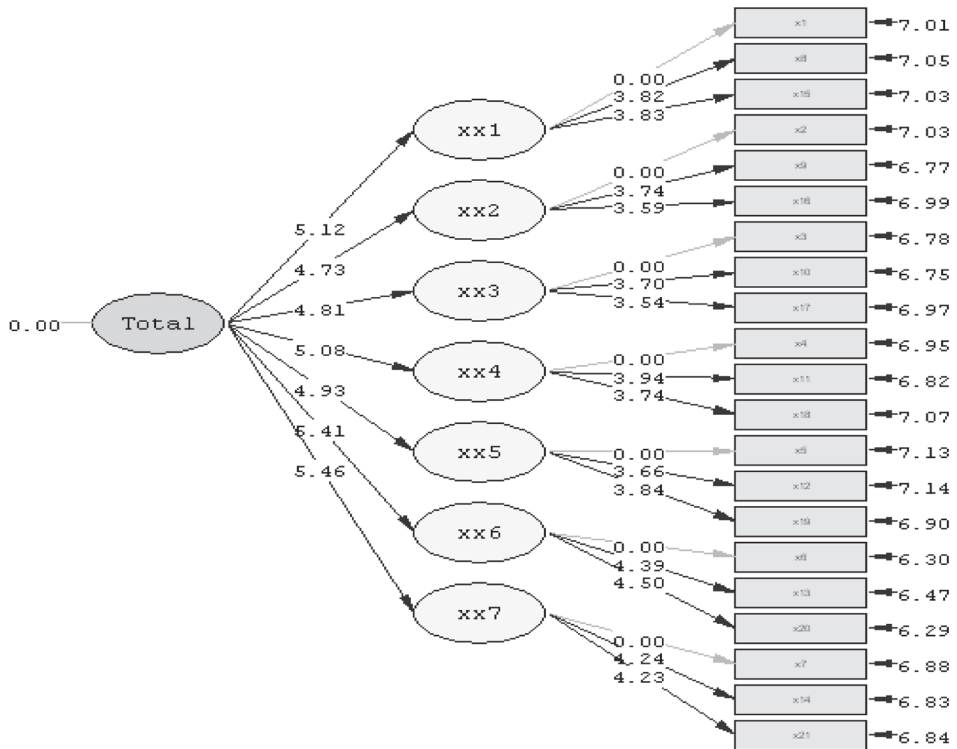 x1
7.01
x8
7.05
0.00
3.82
x15
7.03
3.83
xx1
x2
7.03
0.00
x9
6.77
3.74
3.59
x16
6.99
xx2
5.12
x3
6.78
4.73
0.00
x10
6.75
3.70
xx3
3.54
x17
6.97
4.81
0.00
Total
x4
6.95
5.08
0.00
xx4
x11
6.82
3.94
3.74
4.93
x18
7.07
5.41
xx5
x5
7.13
0.00
3.66
5.46
x12
7.14
3.84
x19
6.90
xx6
0.00
x6
6.30
4.39
4.50
x13
6.47
xx7
x20
6.29
0.00
4.24
x7
6.88
4.23
x14
6.83
x21
6.84